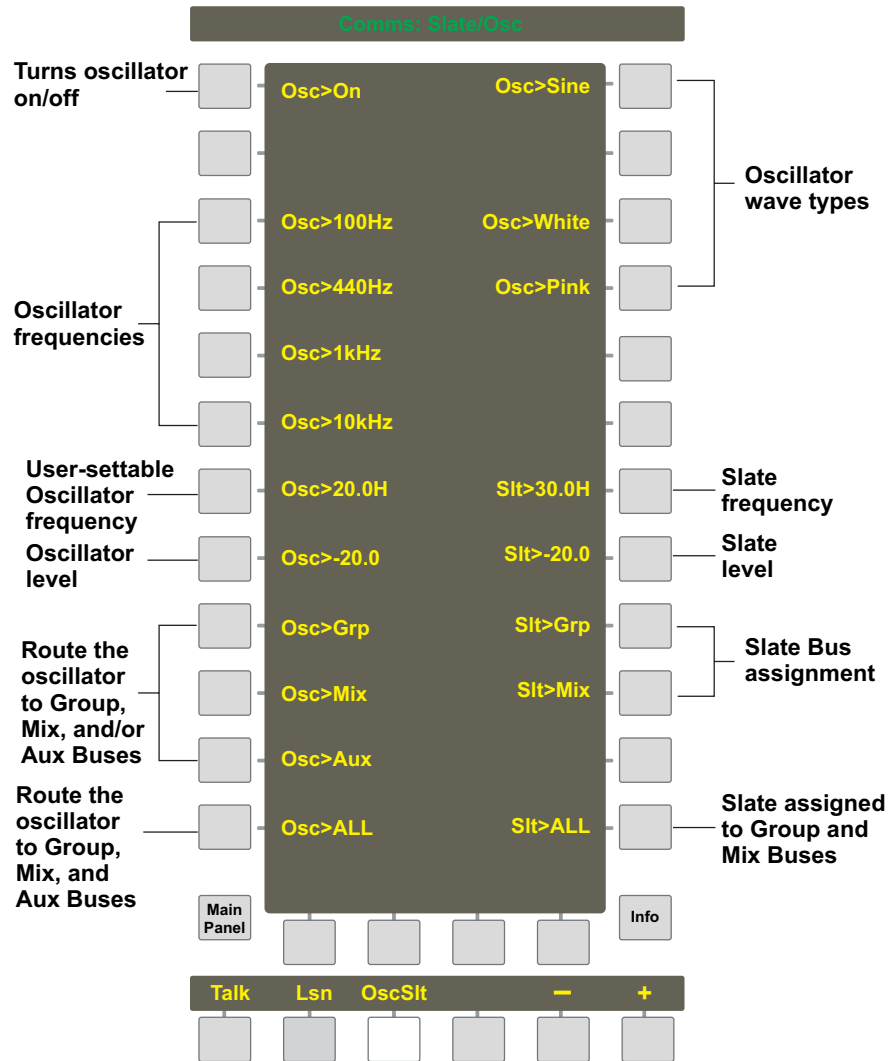 Comms: Slate/Osc
Turns oscillator
on/off
Osc>On
Osc>Sine
Oscillator
wave types
Osc>100Hz
Osc>White
Osc>440Hz
Osc>Pink
Oscillator
frequencies
Osc>1kHz
Osc>10kHz
User-settable
Oscillator
frequency
Osc>20.0H
Slt>30.0H
Slate
frequency
Oscillator
level
Osc>-20.0
Slt>-20.0
Slate
level
Osc>Grp
Slt>Grp
Route the
oscillator
to Group,
Mix, and/or
Aux Buses
Slate Bus
assignment
Osc>Mix
Slt>Mix
Osc>Aux
Route the
oscillator
to Group,
Mix, and
Aux Buses
Osc>ALL
Slt>ALL
Slate assigned
to Group and
Mix Buses
Main
Panel
Info
Talk Lsn OscSlt − +